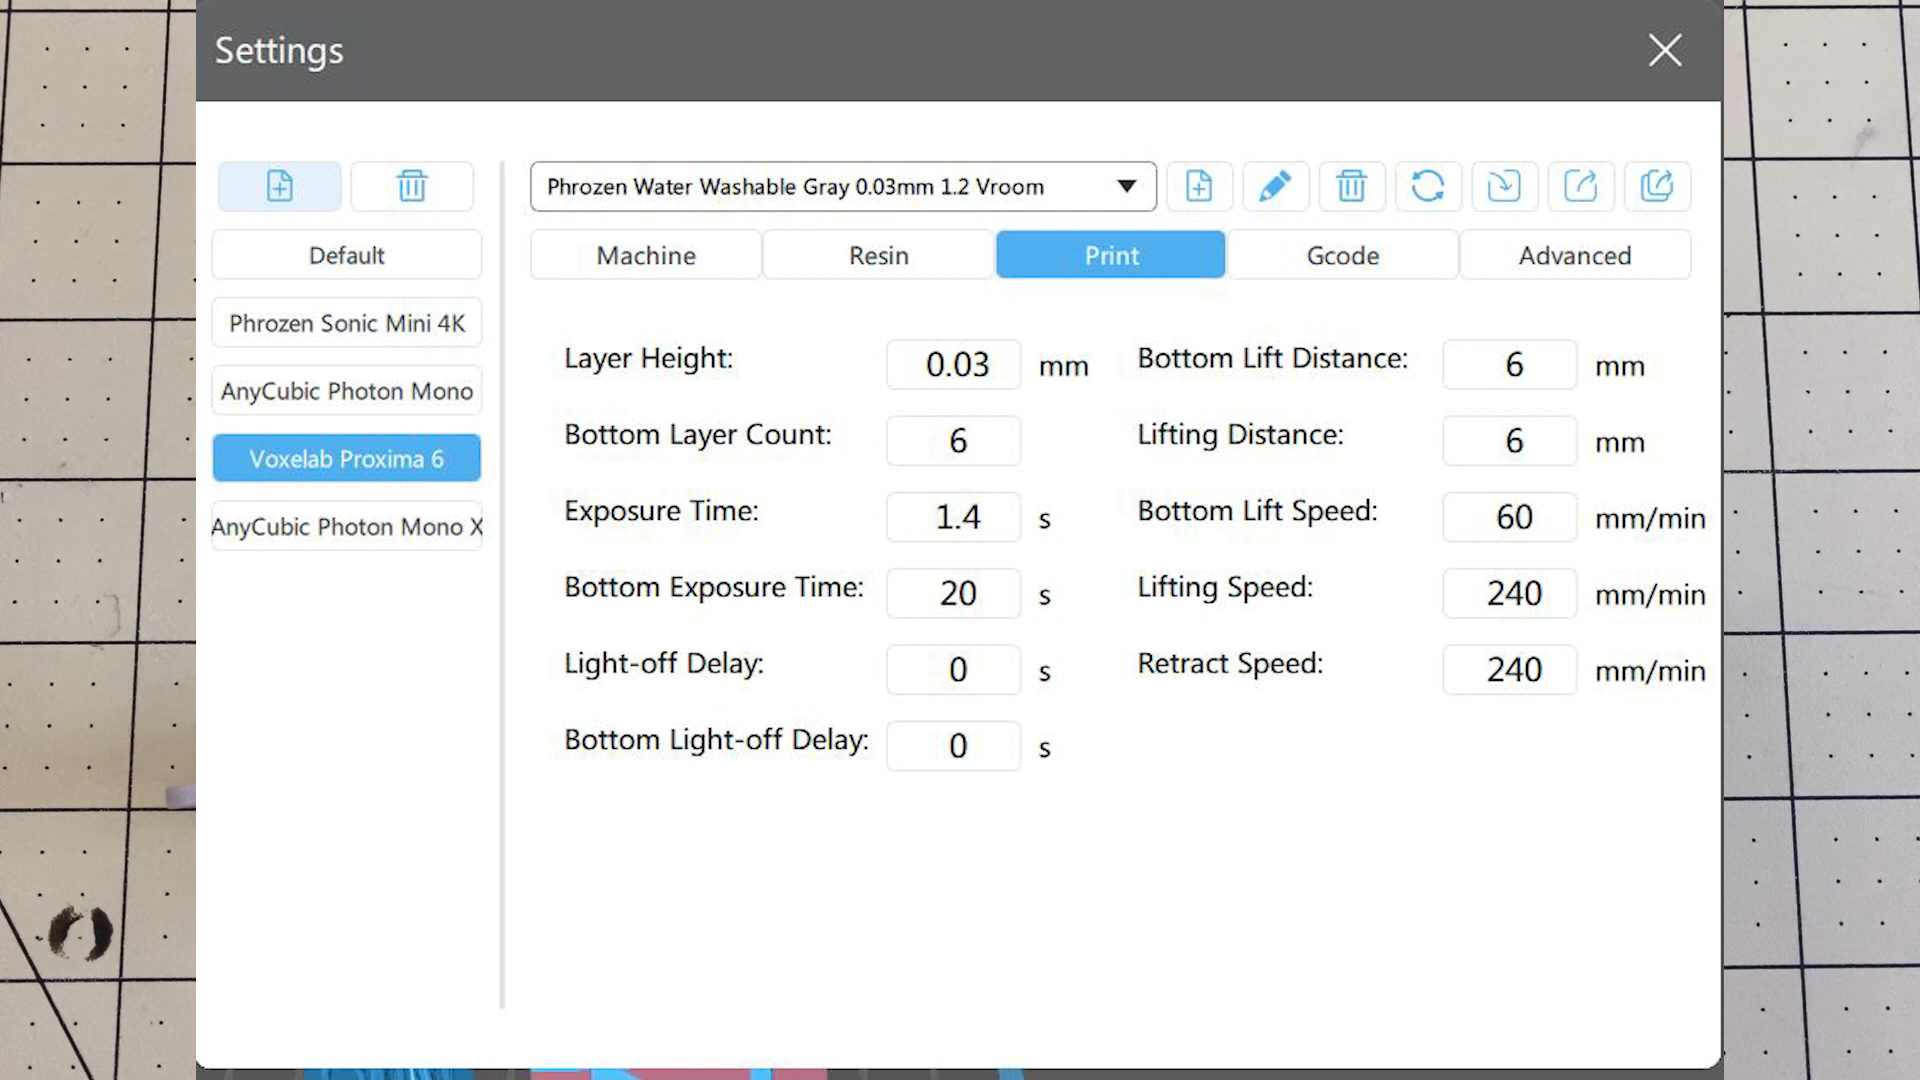 Settings
Phrozen Water Washable Gray 0.03mm 1.2 Vroom
Default
Machine
Resin
Print
Gcode
Advanced
Phrozen Sonic Mini 4K
AnyCubic Photon Mono
Voxelab Proxima 6
AnyCubic Photon Mono X
Layer Height: 0.03 mm
Bottom Layer Count: 6
Exposure Time: 1.4 s
Bottom Exposure Time: 20 s
Light-off Delay: 0 s
Bottom Light-off Delay: 0 s
Bottom Lift Distance: 6 mm
Lifting Distance: 6 mm
Bottom Lift Speed: 60 mm/min
Lifting Speed: 240 mm/min
Retract Speed: 240 mm/min